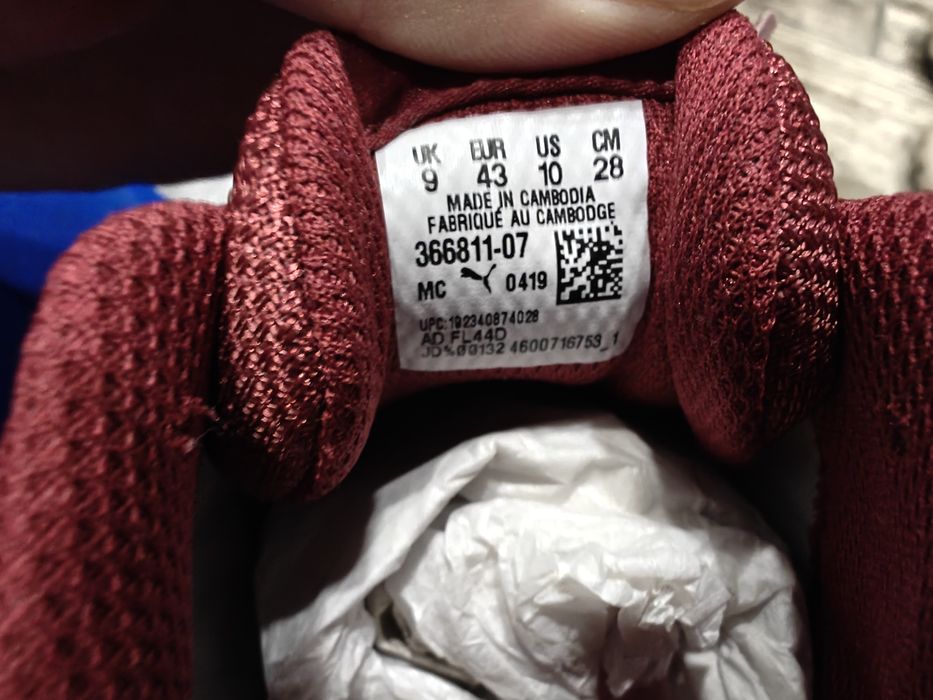 UK EUR US CM
9 43 10 28
MADE IN CAMBODIA
FABRIQUÉ AU CAMBODGE
366811-07
MC 0419
UPC:192340874028
AD FL44D
4600716753_1